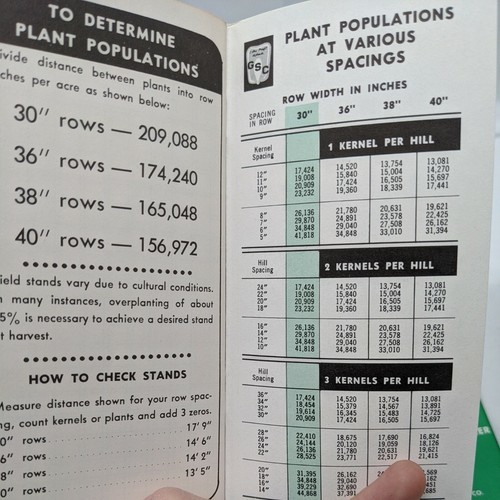 TO DETERMINE
PLANT POPULATIONS
ivide distance between plants into row
ches per acre as shown below:
30" rows — 209,088
36" rows — 174,240
38" rows — 165,048
40" rows — 156,972
ield stands vary due to cultural conditions.
n many instances, overplanting of about
5% is necessary to achieve a desired stand
t harvest.
HOW TO CHECK STANDS
Measure distance shown for your row spac-
ng, count kernels or plants and add 3 zeros.
0" rows 17' 9"
6" rows 14' 6"
8" rows 14' 2"
0" rows 13' 5"
GSC
PLANT POPULATIONS
AT VARIOUS
SPACINGS
ROW WIDTH IN INCHES
SPACING IN ROW 30" 36" 38" 40"
Kernel Spacing 1 KERNEL PER HILL
12" 17,424 14,520 13,754 13,081
11" 19,008 15,840 15,004 14,270
10" 20,909 17,424 16,505 15,697
9" 23,232 19,360 18,339 17,441
8" 26,136 21,780 20,631 19,621
7" 29,870 24,891 23,578 22,425
6" 34,848 29,040 27,508 26,162
5" 41,818 34,848 33,010 31,394
Hill Spacing 2 KERNELS PER HILL
24" 17,424 14,520 13,754 13,081
22" 19,008 15,840 15,004 14,270
20" 20,909 17,424 16,505 15,697
18" 23,232 19,360 18,339 17,441
16" 26,136 21,780 20,631 19,621
14" 29,870 24,891 23,578 22,425
12" 34,848 29,040 27,508 26,162
10" 41,818 34,848 33,010 31,394
Hill Spacing 3 KERNELS PER HILL
36" 17,424 14,520 13,754 13,081
34" 18,454 15,379 14,567 13,891
32" 19,614 16,345 15,483 14,725
30" 20,909 17,424 16,505 15,697
28" 22,410 18,675 17,690 16,824
26" 24,144 20,120 19,059 18,126
24" 26,136 21,780 20,631 19,621
22" 28,525 23,771 22,517 21,415
20" 31,395 26,162
18" 34,848
16" 39,229 32,690
14" 44,868 37,391